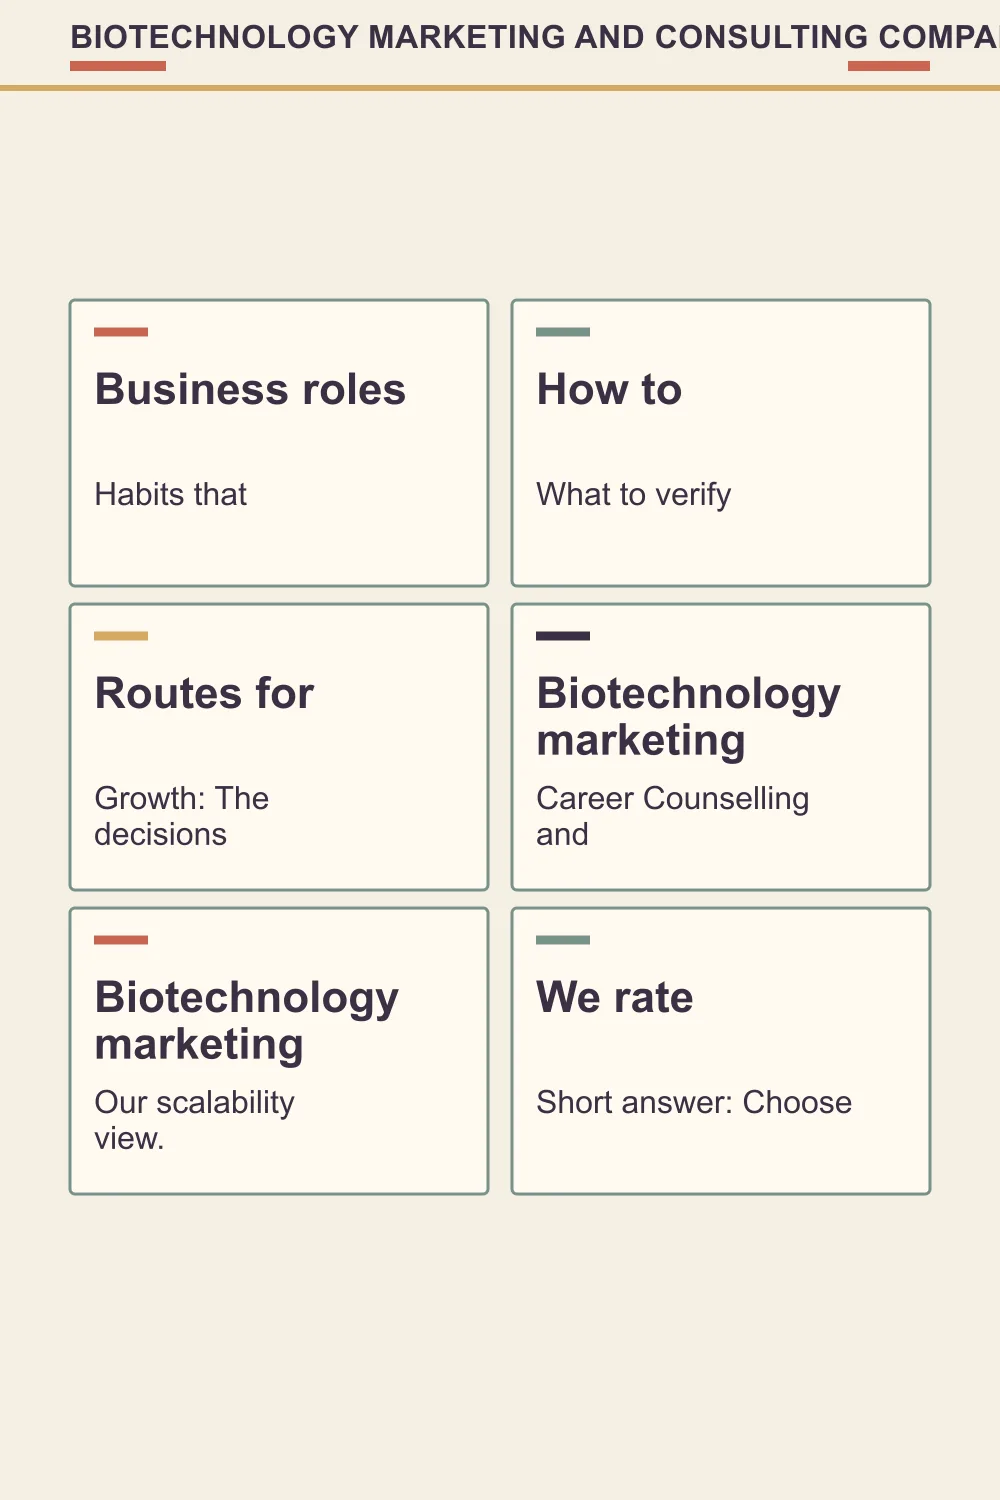 BIOTECHNOLOGY MARKETING AND CONSULTING
Business roles
Habits that
How to
What to verify
Routes for
Growth: The
decisions
Biotechnology
marketing
Career Counselling
and
Biotechnology
marketing
Our scalability
view.
We rate
Short answer: Choose